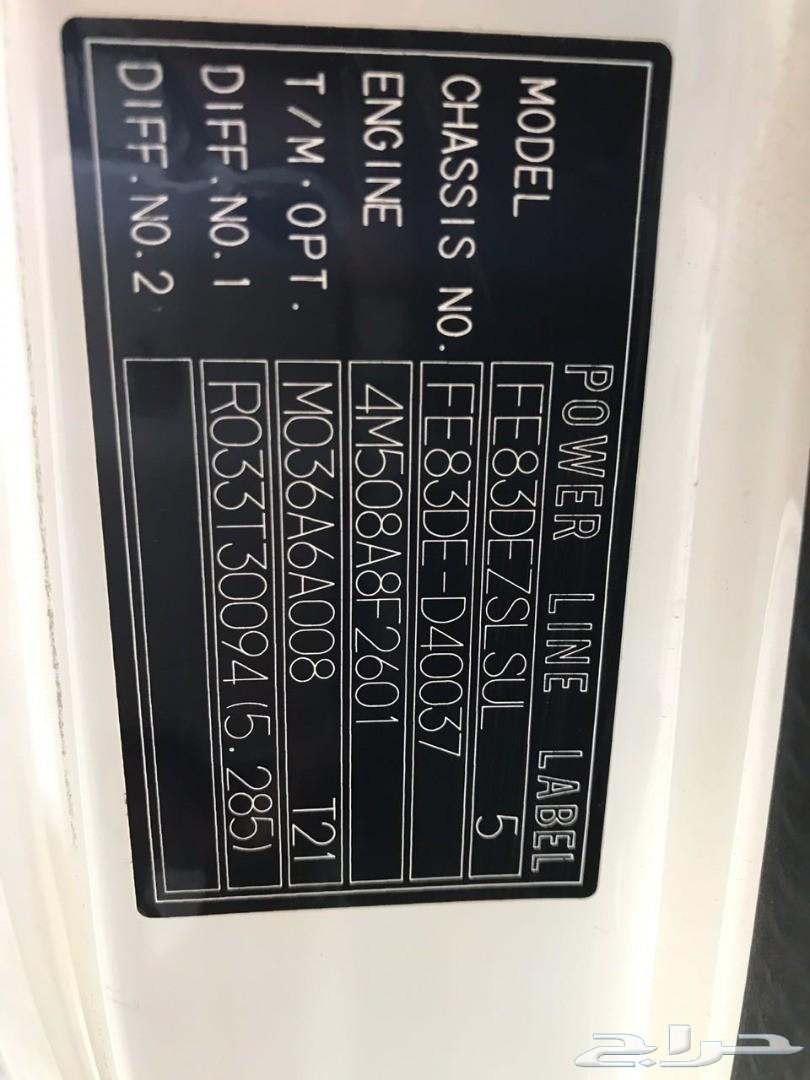 POWER LINE LABEL
MODEL FE83DEZSLSUL 5
CHASSIS NO. FE83DE-D40037
ENGINE 4M508A8F2601
T/M.OPT. M036A6A008 T21
DIFF.NO.1 R033T30094(5.285)
DIFF.NO.2
حراج